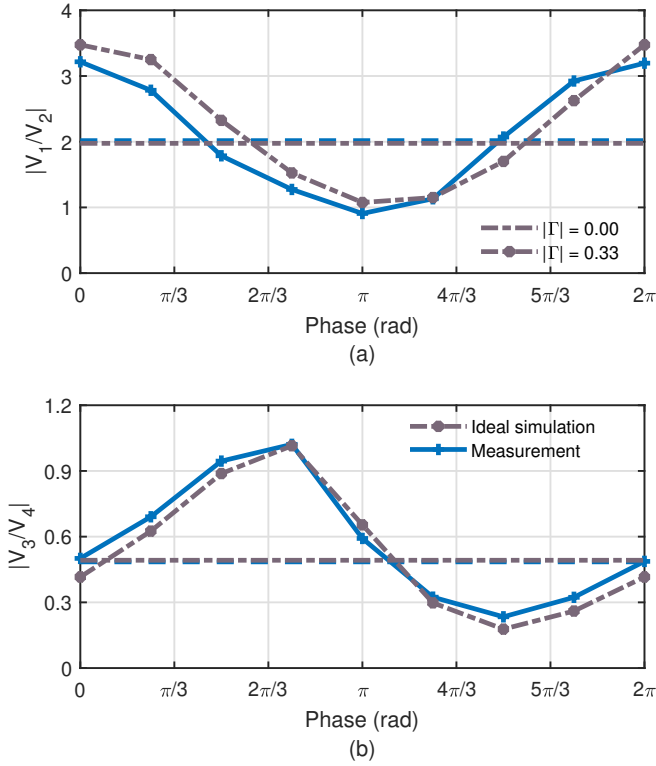 4
3
2
1
0
|V1/V2|
|Γ| = 0.00
|Γ| = 0.33
0 π/3 2π/3 π 4π/3 5π/3 2π
Phase (rad)
(a)
1.2
0.9
0.6
0.3
0
|V3/V4|
Ideal simulation
Measurement
0 π/3 2π/3 π 4π/3 5π/3 2π
Phase (rad)
(b)